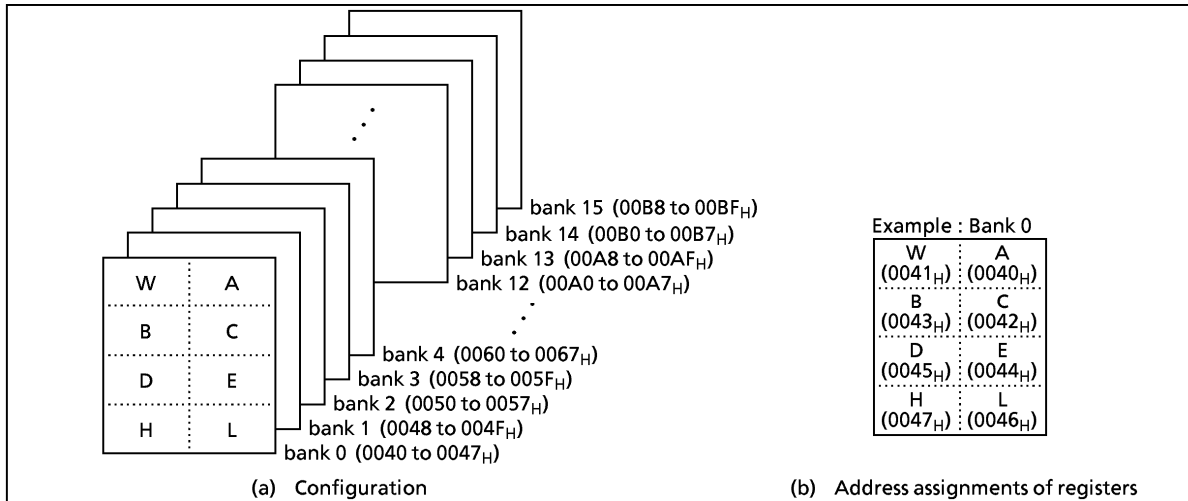 bank 15 (00B8 to 00BFH)
bank 14 (00B0 to 00B7H)
bank 13 (00A8 to 00AFH)
bank 12 (00A0 to 00A7H)
bank 4 (0060 to 0067H)
bank 3 (0058 to 005FH)
bank 2 (0050 to 0057H)
bank 1 (0048 to 004FH)
bank 0 (0040 to 0047H)
W A
B C
D E
H L
(a) Configuration
Example : Bank 0
W A
(0041H) (0040H)
B C
(0043H) (0042H)
D E
(0045H) (0044H)
H L
(0047H) (0046H)
(b) Address assignments of registers